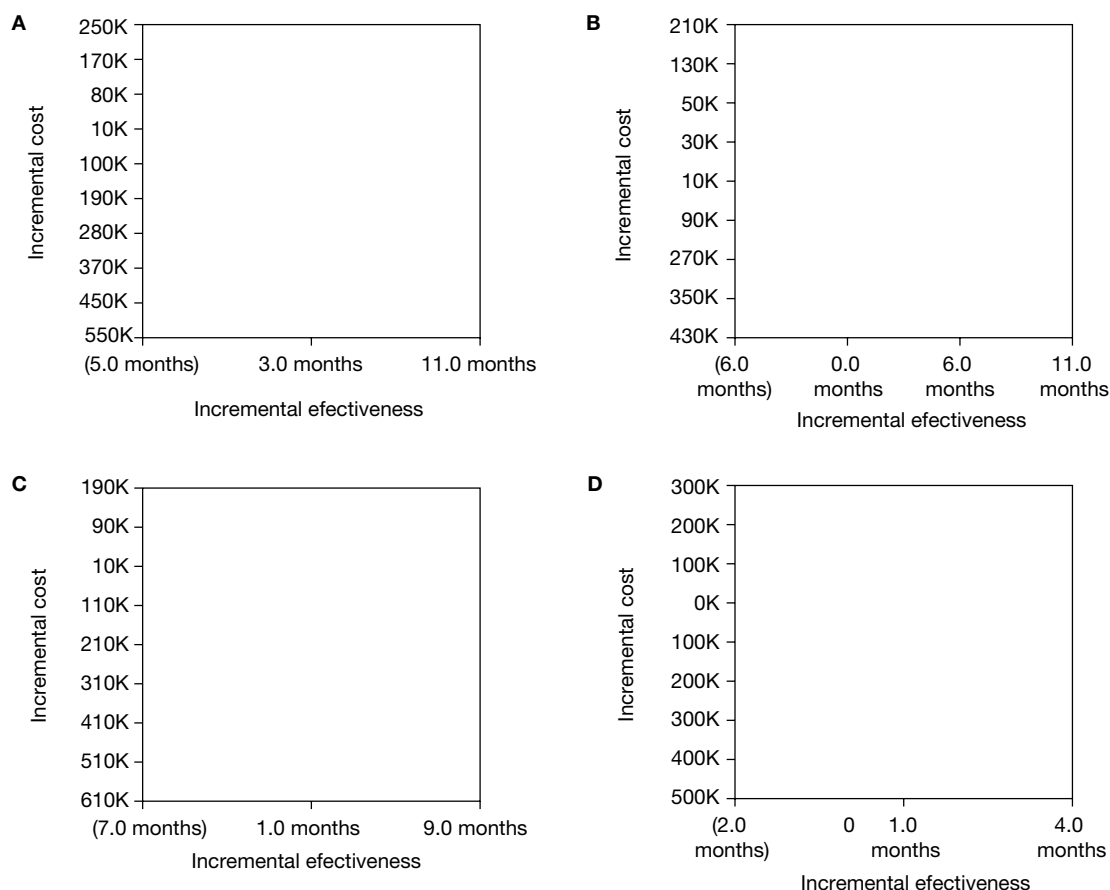 A
250K
170K
80K
10K
100K
190K
280K
370K
450K
550K
Incremental cost
(5.0 months) 3.0 months 11.0 months
Incremental efectiveness
B
210K
130K
50K
30K
10K
90K
270K
350K
430K
Incremental cost
(6.0 0.0 6.0 11.0
months) months months months
Incremental efectiveness
C
190K
90K
10K
110K
210K
310K
410K
510K
610K
Incremental cost
(7.0 months) 1.0 months 9.0 months
Incremental efectiveness
D
300K
200K
100K
0K
100K
200K
300K
400K
500K
Incremental cost
(2.0 0 1.0 4.0
months) months months
Incremental efectiveness